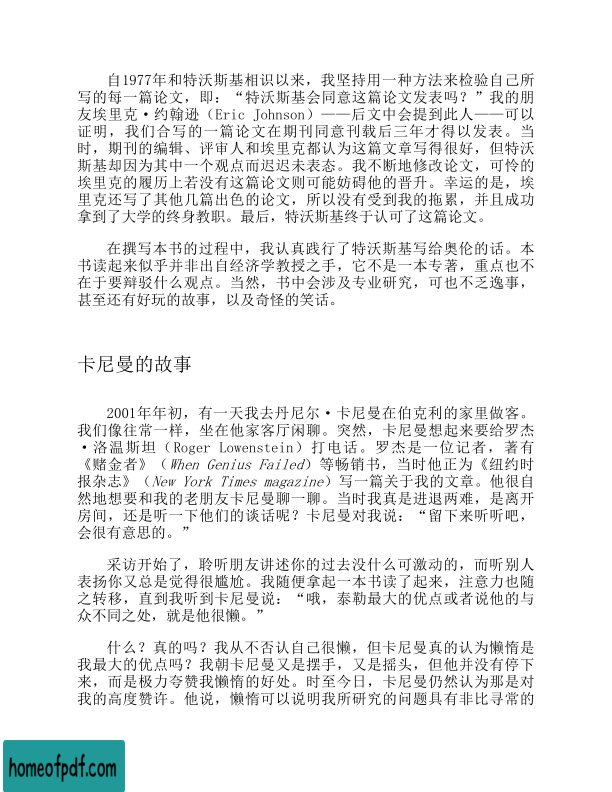 自1977年和特沃斯基相识以来，我坚持用一种方法来检验自己所
写的每一篇论文，即：“特沃斯基会同意这篇论文发表吗？”我的朋
友埃里克·约翰逊（Eric Johnson）——后文中会提到此人——可以
证明，我们合写的一篇论文在期刊同意刊载后三年才得以发表。当
时，期刊的编辑、评审人和埃里克都认为这篇文章写得很好，但特沃
斯基却因为其中一个观点而迟迟未表态。我不断地修改论文，可怜的
埃里克的履历上若没有这篇论文则可能妨碍他的晋升。幸运的是，埃
里克还写了其他几篇出色的论文，所以没有受到我的拖累，并且成功
拿到了大学的终身教职。最后，特沃斯基终于认可了这篇论文。
在撰写本书的过程中，我认真践行了特沃斯基写给奥伦的话。本
书读起来似乎并非出自经济学教授之手，它不是一本专著，重点也不
在于要辩驳什么观点。当然，书中会涉及专业研究，可也不乏逸事，
甚至还有好玩的故事，以及奇怪的笑话。
卡尼曼的故事
2001年年初，有一天我去丹尼尔·卡尼曼在伯克利的家里做客。
我们像往常一样，坐在他家客厅闲聊。突然，卡尼曼想起来要给罗杰
·洛温斯坦（Roger Lowenstein）打电话。罗杰是一位记者，著有
《赌金者》（When Genius Failed）等畅销书，当时他正为《纽约时
报杂志》（New York Times magazine）写一篇关于我的文章。他很自
然地想要和我的老朋友卡尼曼聊一聊。当时我真是进退两难，是离开
房间，还是听一下他们的谈话呢？卡尼曼对我说：“留下来听听吧，
会很有意思的。”
采访开始了，聆听朋友讲述你的过去没什么可激动的，而听别人
表扬你又总是觉得很尴尬。我随便拿起一本书读了起来，注意力也随
之转移，直到我听到卡尼曼说：“哦，泰勒最大的优点或者说他的与
众不同之处，就是他很懒。”
什么？真的吗？我从不否认自己很懒，但卡尼曼真的认为懒惰是
我最大的优点吗？我朝卡尼曼又是摆手，又是摇头，但他并没有停下
来，而是极力夸赞我懒惰的好处。时至今日，卡尼曼仍然认为那是对
我的高度赞许。他说，懒惰可以说明我所研究的问题具有非比寻常的
homeofpdf.com